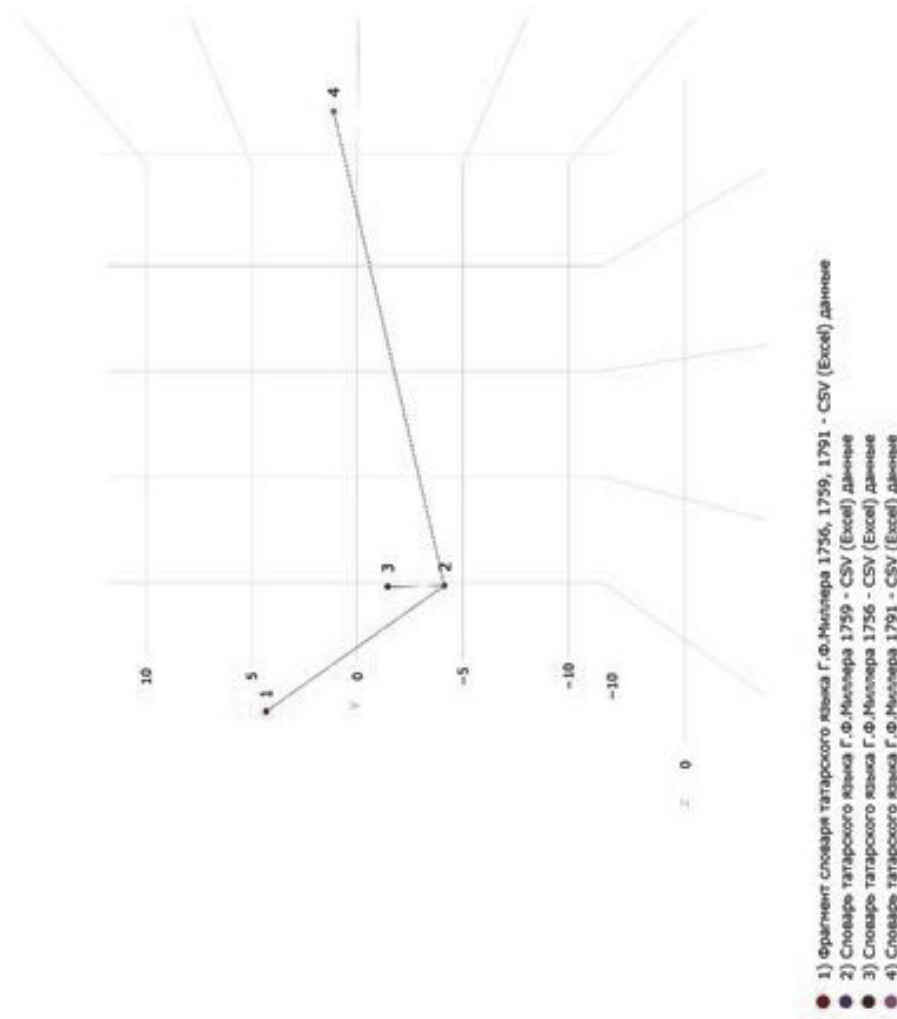 10
5
0
-5
-10
-10
Y
Z
0
1
2
3
4
1) Фрагмент словаря татарского языка Г.Ф.Миллера 1756, 1759, 1791 - CSV (Excel) данные
2) Словарь татарского языка Г.Ф.Миллера 1759 - CSV (Excel) данные
3) Словарь татарского языка Г.Ф.Миллера 1756 - CSV (Excel) данные
4) Словарь татарского языка Г.Ф.Миллера 1791 - CSV (Excel) данные